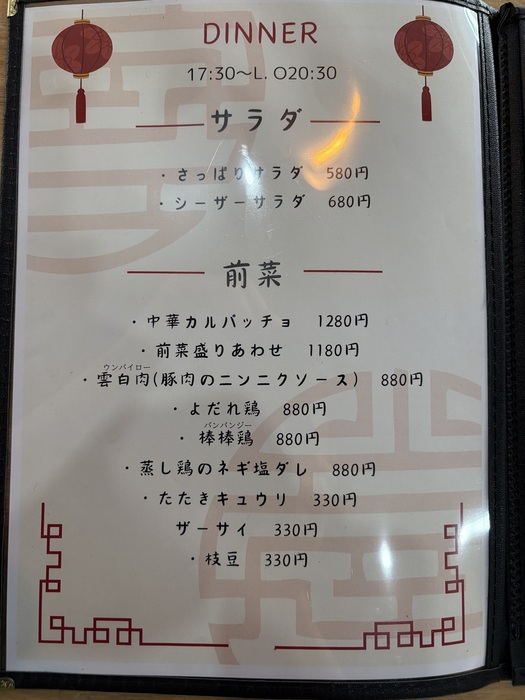 DINNER
17:30〜L. O20:30
サラダ
・さっぱりサラダ 580円
・シーザーサラダ 680円
前菜
・中華カルパッチョ 1280円
・前菜盛りあわせ 1180円
ウンパイロー
・雲白肉(豚肉のニンニクソース) 880円
・よだれ鶏 880円
バンバンジー
・棒棒鶏 880円
・蒸し鶏のネギ塩ダレ 880円
・たたきキュウリ 330円
ザーサイ 330円
・枝豆 330円